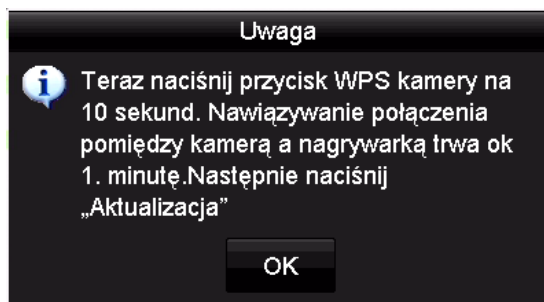 Uwaga
Teraz naciśnij przycisk WPS kamery na
10 sekund. Nawiązywanie połączenia
pomiędzy kamerą a nagrywarką trwa ok
1. minutę.Następnie naciśnij
„Aktualizacja”
OK